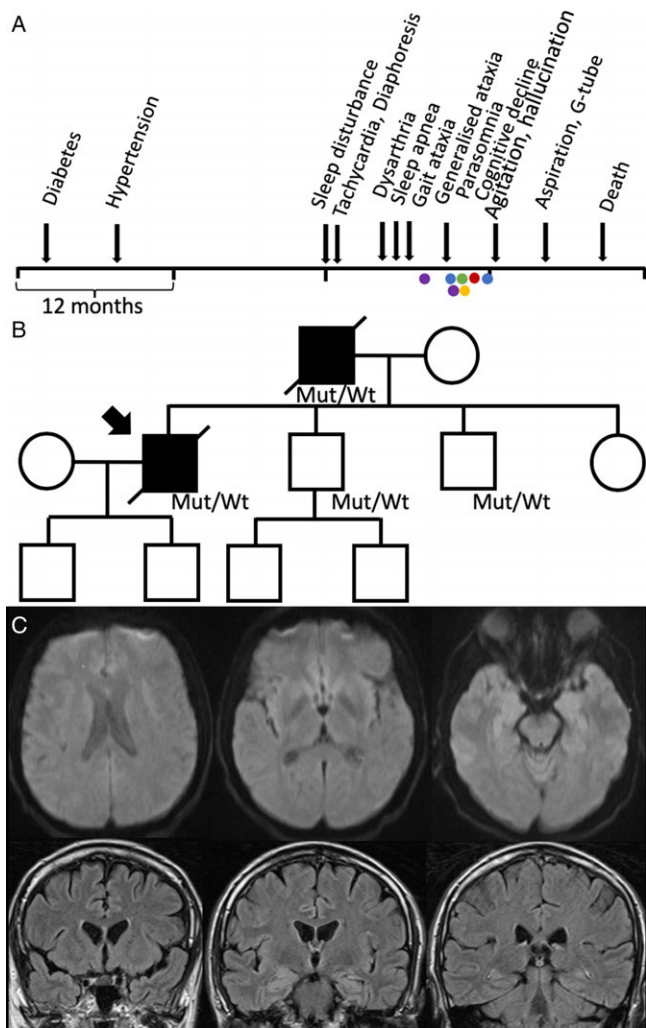 A
Diabetes
Hypertension
Sleep disturbance
Tachycardia, Diaphoresis
Dysarthria
Sleep apnea
Gait ataxia
Generalised ataxia
Parasomnia
Cognitive decline
Agitation, hallucination
Aspiration, G-tube
Death
12 months
B
Mut/Wt
Mut/Wt
Mut/Wt
Mut/Wt
C